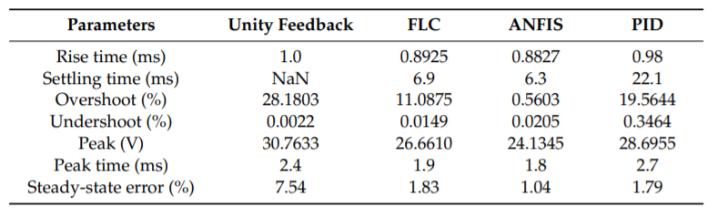 Parameters Unity Feedback FLC ANFIS PID
Rise time (ms) 1.0 0.8925 0.8827 0.98
Settling time (ms) NaN 6.9 6.3 22.1
Overshoot (%) 28.1803 11.0875 0.5603 19.5644
Undershoot (%) 0.0022 0.0149 0.0205 0.3464
Peak (V) 30.7633 26.6610 24.1345 28.6955
Peak time (ms) 2.4 1.9 1.8 2.7
Steady-state error (%) 7.54 1.83 1.04 1.79